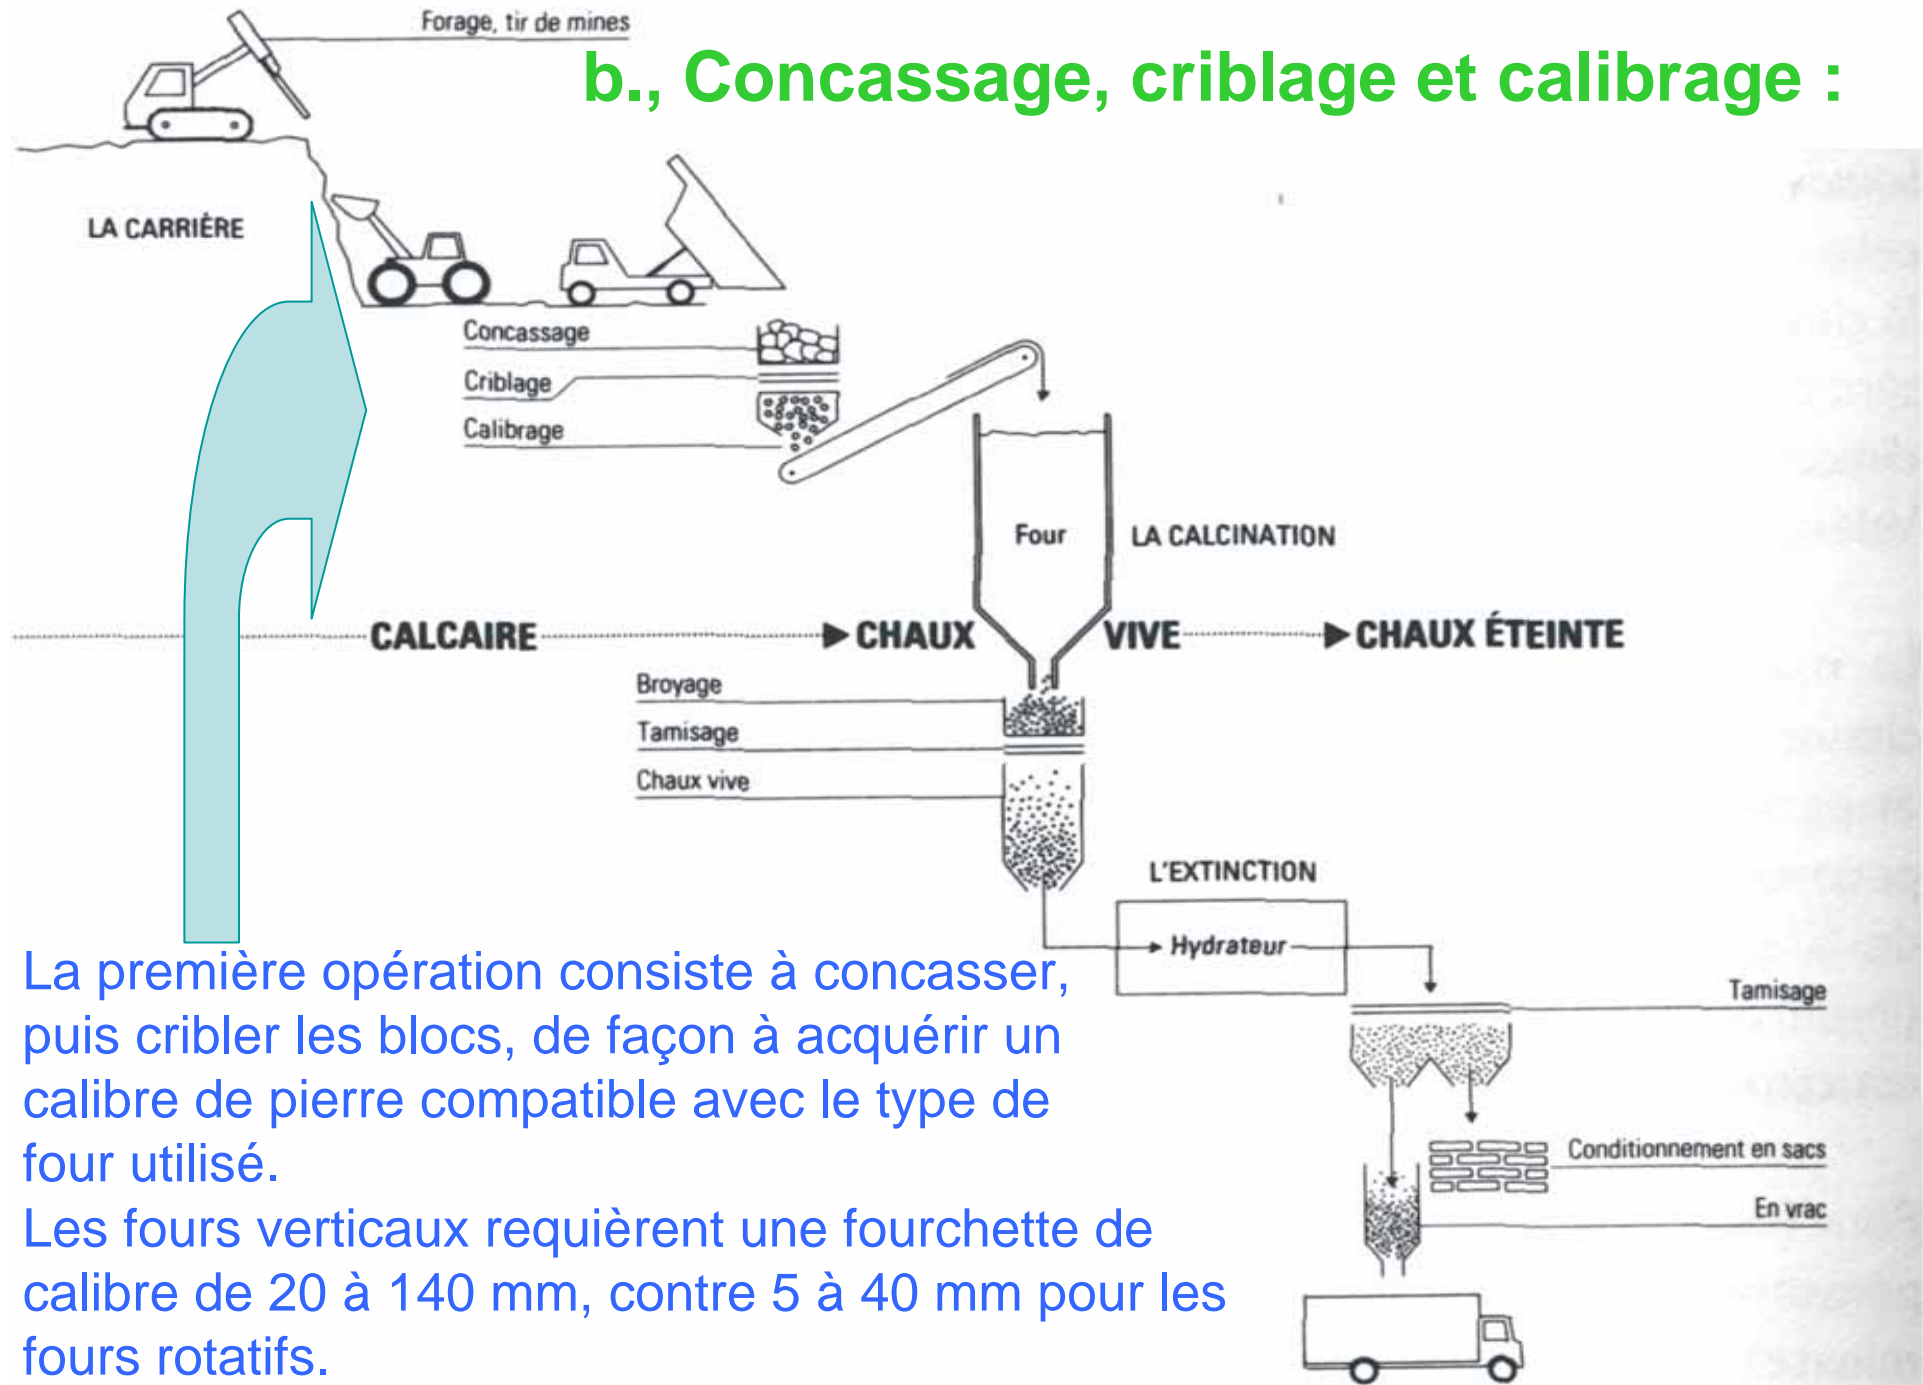 Forage, tir de mines
b., Concassage, criblage et calibrage :
LA CARRIÈRE
Concassage
Criblage
Calibrage
Four
LA CALCINATION
CALCAIRE
CHAUX
VIVE
CHAUX ÉTEINTE
Broyage
Tamisage
Chaux vive
L'EXTINCTION
Hydrateur
Tamisage
Conditionnement en sacs
En vrac
La première opération consiste à concasser,
puis cribler les blocs, de façon à acquérir un
calibre de pierre compatible avec le type de
four utilisé.
Les fours verticaux requièrent une fourchette de
calibre de 20 à 140 mm, contre 5 à 40 mm pour les
fours rotatifs.